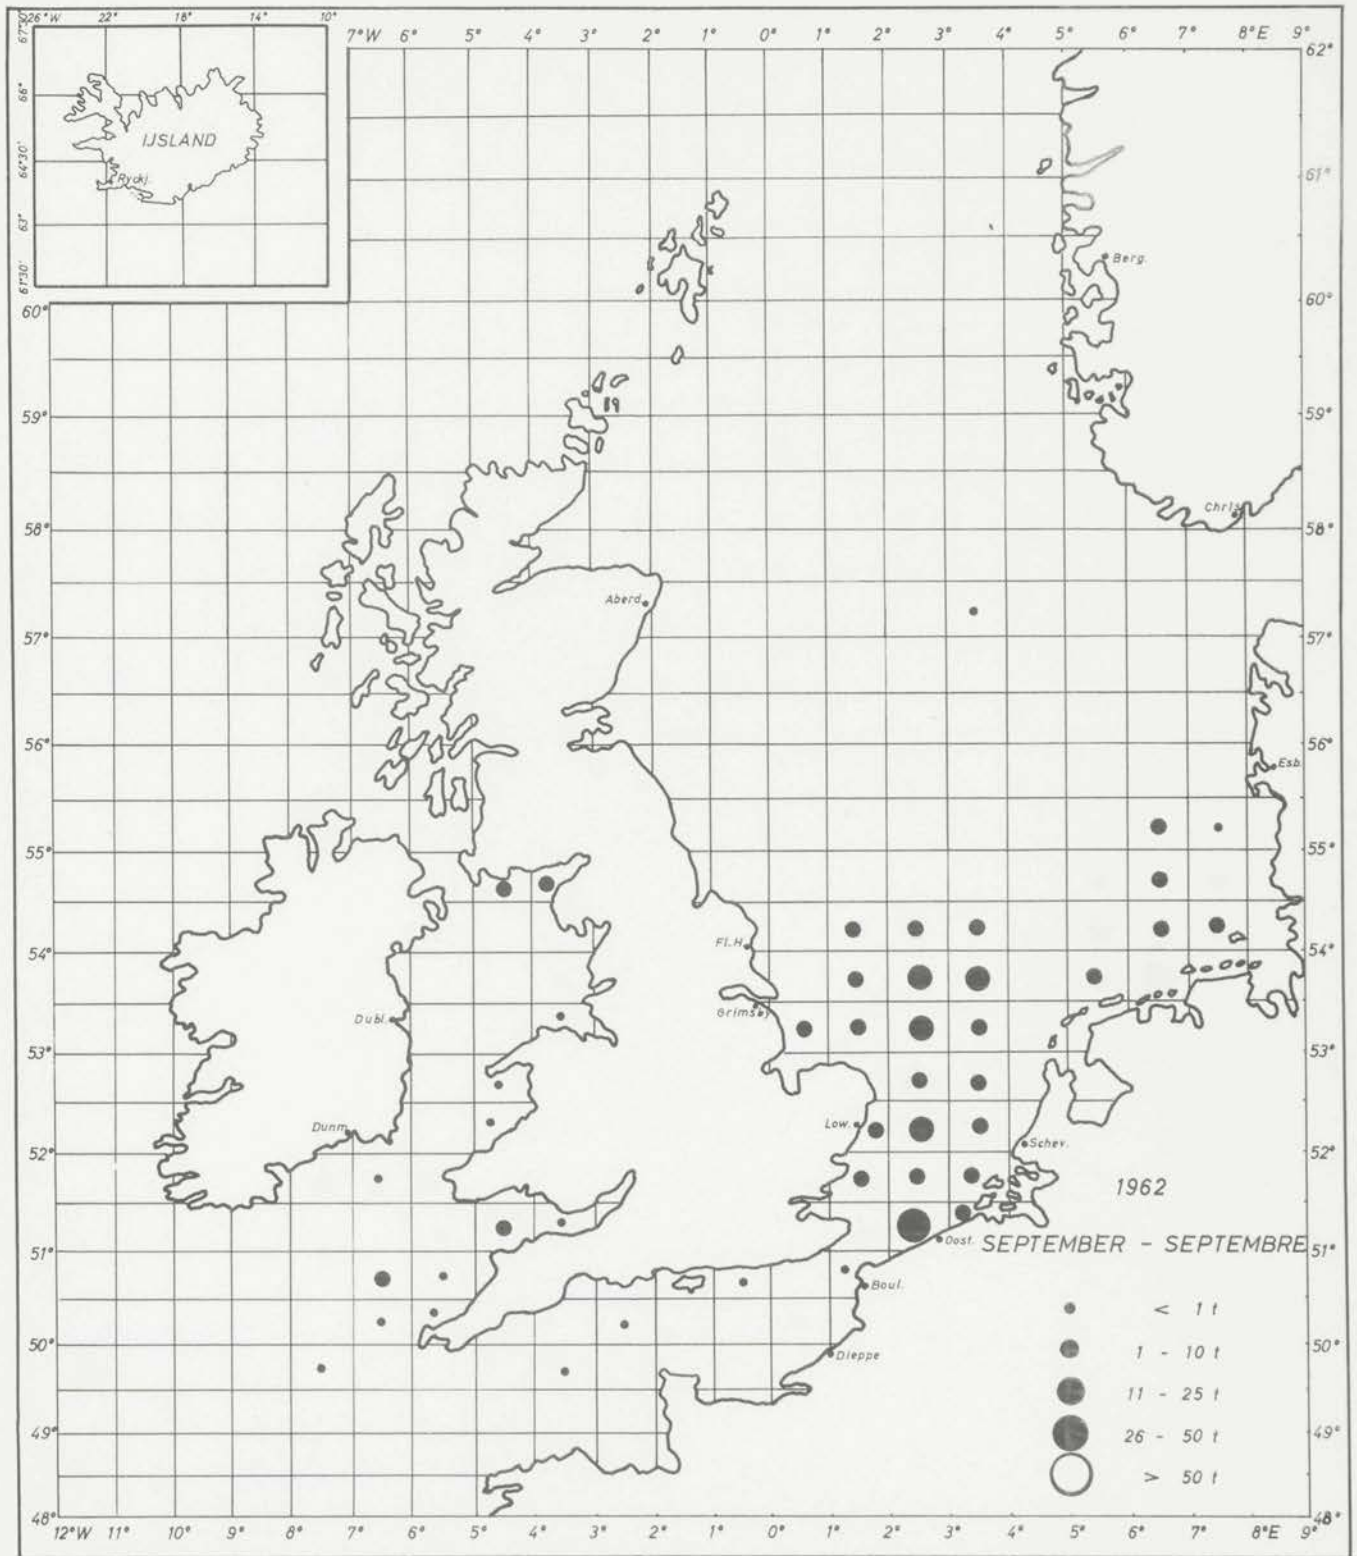 26°W 22° 18° 14° 10°
66°
64°30'
63°
61°30'
IJSLAND
Ryckj.
7°W 6° 5° 4° 3° 2° 1° 0° 1° 2° 3° 4° 5° 6° 7° 8°E 9°
62°
61°
60° 60°
59° 59°
58° 58°
57° 57°
56° 56°
55° 55°
54° 54°
53° 53°
52° 52°
51° 51°
50° 50°
49° 49°
48° 48°
Berg.
Chris
Aberd.
Esb.
Fl.H.
Grimsby
Dubl.
Dunm.
Low.
Schev.
Oost.
Boul.
Dieppe
1962
SEPTEMBER - SEPTEMBRE
< 1 t
1 - 10 t
11 - 25 t
26 - 50 t
> 50 t
12°W 11° 10° 9° 8° 7° 6° 5° 4° 3° 2° 1° 0° 1° 2° 3° 4° 5° 6° 7° 8°E 9°